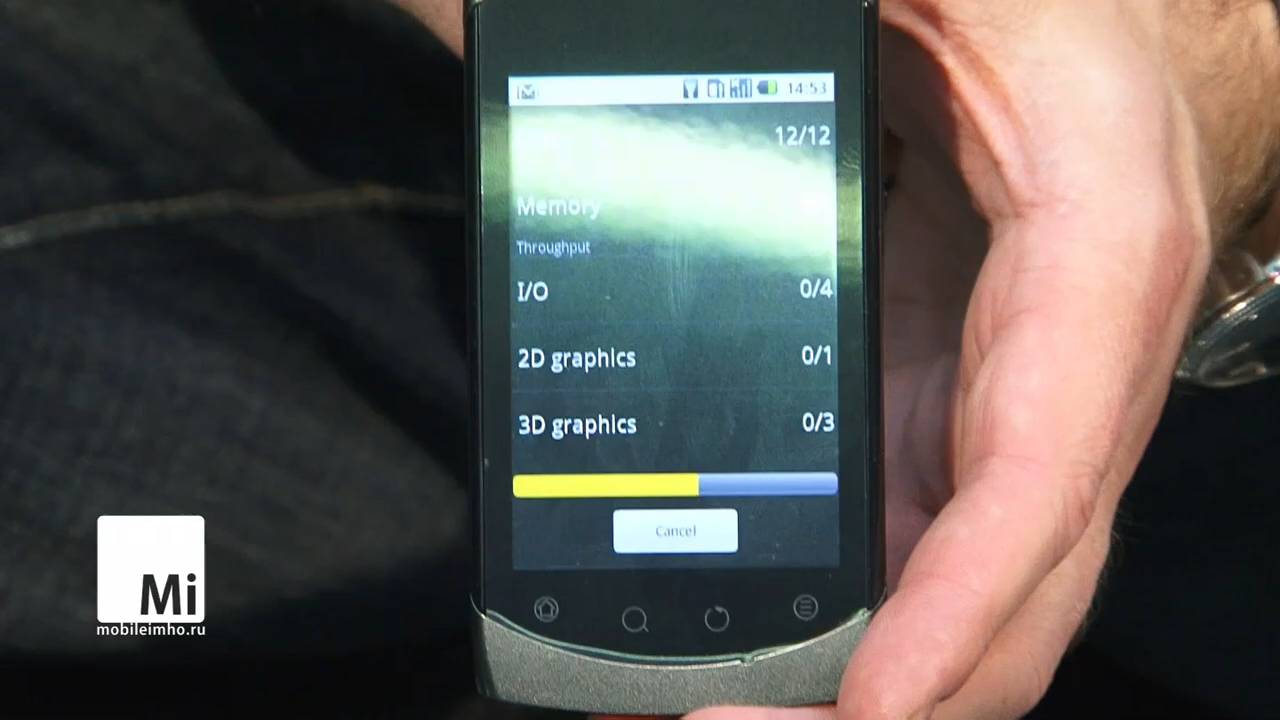 14:53
12/12
Memory
Throughput
I/O 0/4
2D graphics 0/1
3D graphics 0/3
Cancel
Mi
mobileimho.ru